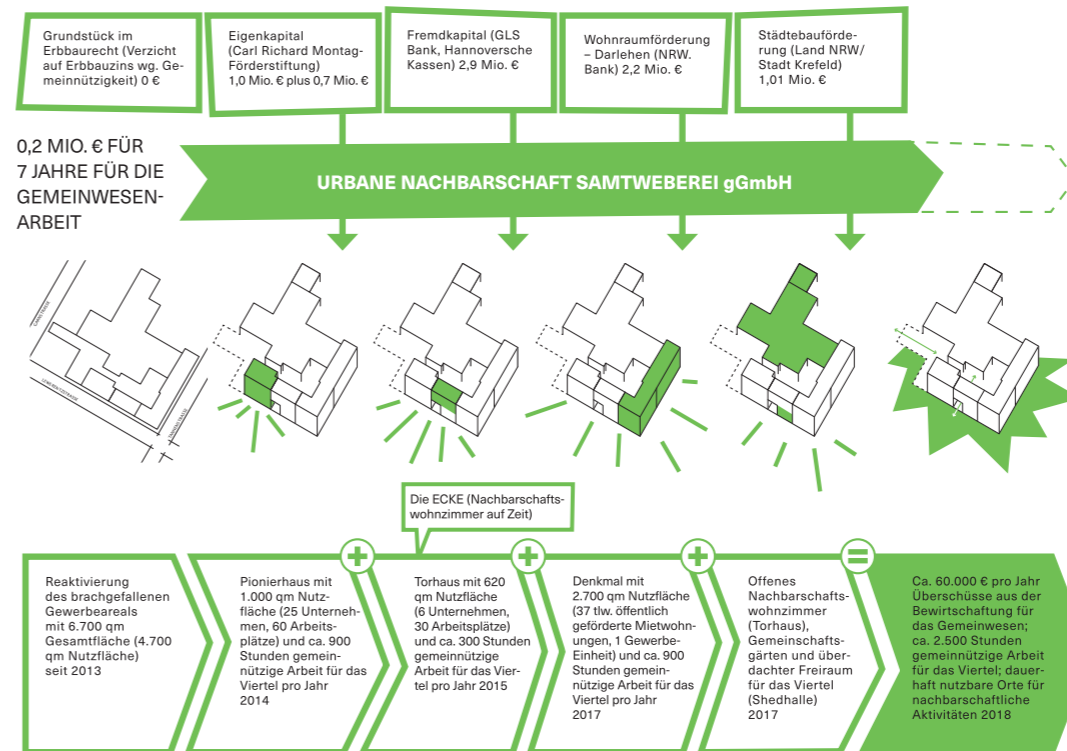 Grundstück im
Erbbaurecht (Verzicht
auf Erbbauzins wg. Ge-
meinnützigkeit) 0 €
Eigenkapital
(Carl Richard Montag-
Förderstiftung)
1,0 Mio. € plus 0,7 Mio. €
Fremdkapital (GLS
Bank, Hannoversche
Kassen) 2,9 Mio. €
Wohnraumförderung
– Darlehen (NRW.
Bank) 2,2 Mio. €
Städtebauförde-
rung (Land NRW/
Stadt Krefeld)
1,01 Mio. €
0,2 MIO. € FÜR
7 JAHRE FÜR DIE
GEMEINWESEN-
ARBEIT
URBANE NACHBARSCHAFT SAMTWEBEREI gGmbH
Die ECKE (Nachbarschafts-
wohnzimmer auf Zeit)
Reaktivierung
des brachgefallenen
Gewerbeareals
mit 6.700 qm
Gesamtfläche (4.700
qm Nutzfläche)
seit 2013
Pionierhaus mit
1.000 qm Nutz-
fläche (25 Unterneh-
men, 60 Arbeits-
plätze) und ca. 900
Stunden gemein-
nützige Arbeit für das
Viertel pro Jahr
2014
Torhaus mit 620
qm Nutzfläche
(6 Unternehmen,
30 Arbeitsplätze)
und ca. 300 Stunden
gemeinnützige
Arbeit für das Vier-
tel pro Jahr 2015
Denkmal mit
2.700 qm Nutzfläche
(37 tlw. öffentlich
geförderte Mietwoh-
nungen, 1 Gewerbe-
Einheit) und ca. 900
Stunden gemein-
nützige Arbeit für das
Viertel pro Jahr
2017
Offenes
Nachbarschafts-
wohnzimmer
(Torhaus),
Gemeinschafts-
gärten und über-
dachter Freiraum
für das Viertel
(Shedhalle)
2017
Ca. 60.000 € pro Jahr
Überschüsse aus der
Bewirtschaftung für
das Gemeinwesen;
ca. 2.500 Stunden
gemeinnützige Arbeit
für das Viertel; dauer-
haft nutzbare Orte für
nachbarschaftliche
Aktivitäten 2018